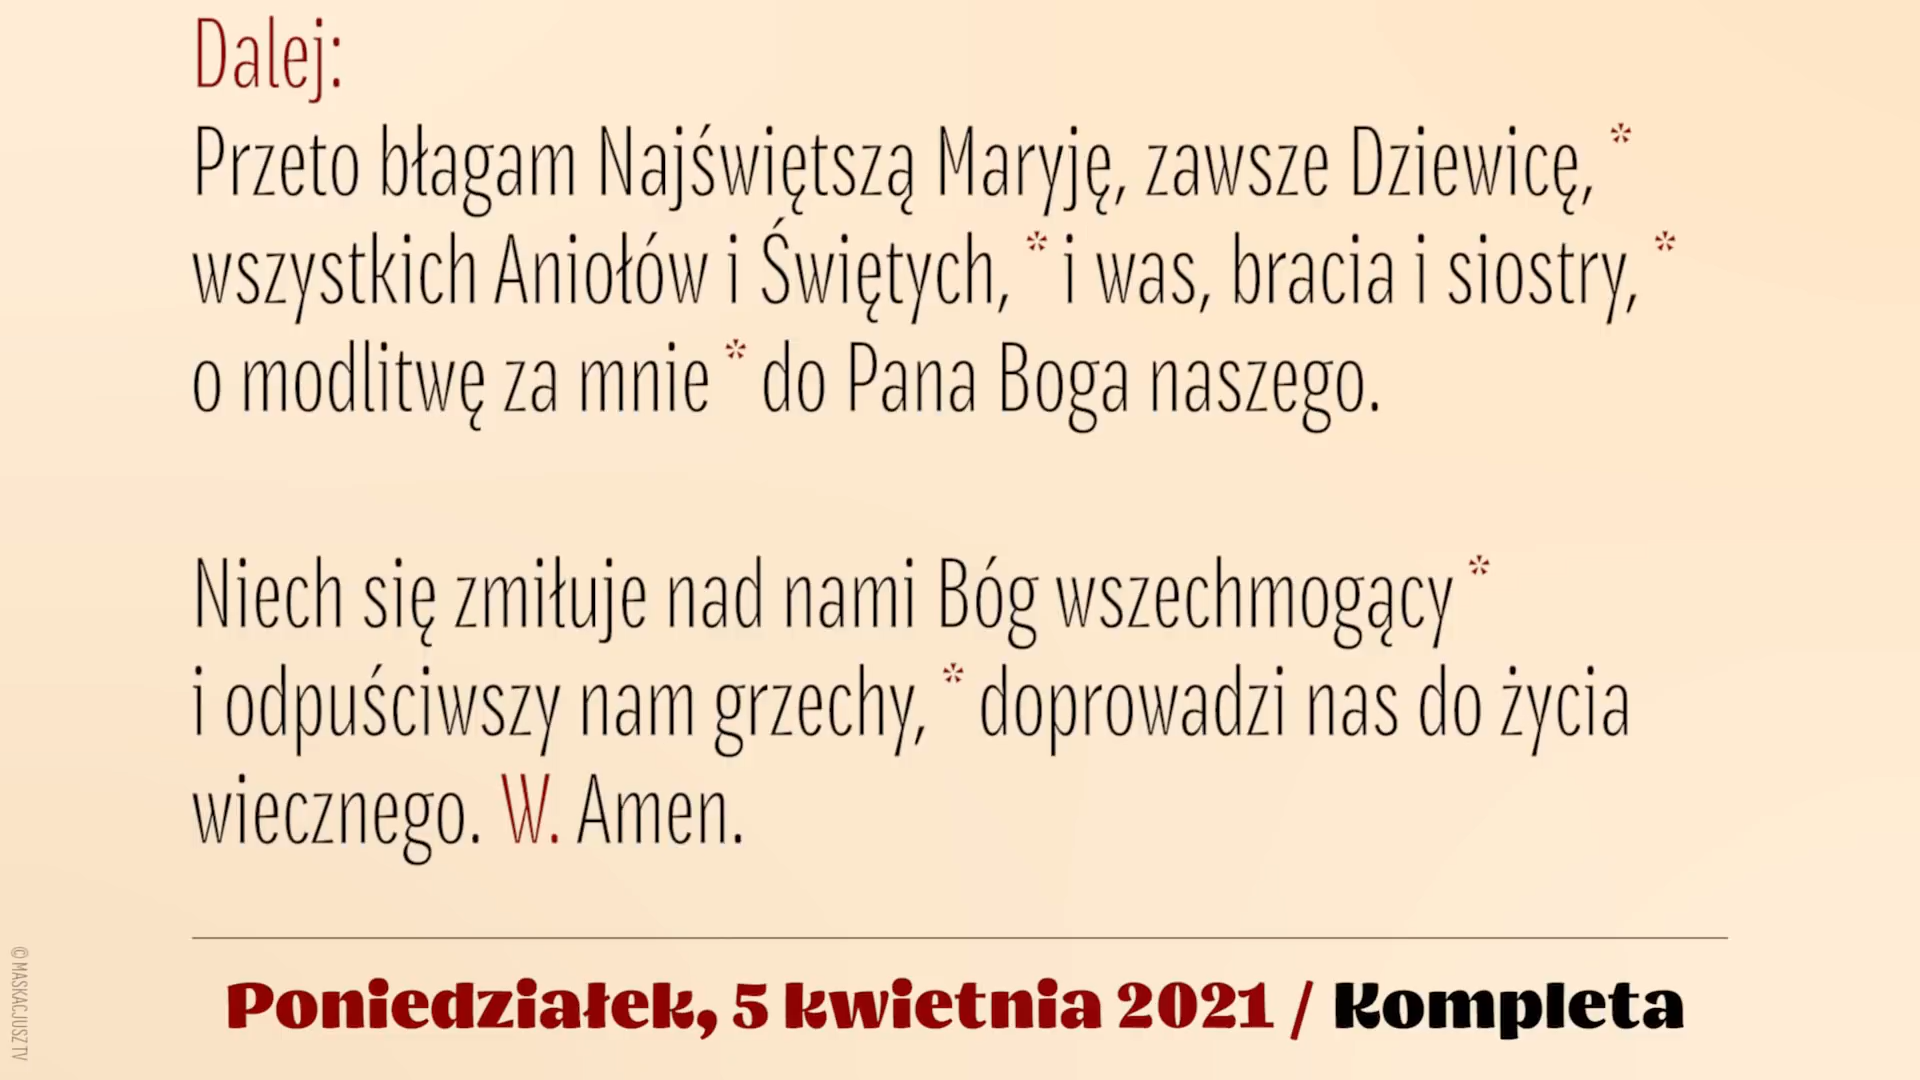 Dalej:
Przeto błagam Najświętszą Maryję, zawsze Dziewicę, *
wszystkich Aniołów i Świętych, * i was, bracia i siostry, *
o modlitwę za mnie * do Pana Boga naszego.
Niech się zmiłuje nad nami Bóg wszechmogący *
i odpuściwszy nam grzechy, * doprowadzi nas do życia
wiecznego. W. Amen.
Poniedziałek, 5 kwietnia 2021 / Kompleta
© MASKACJUSZ TV